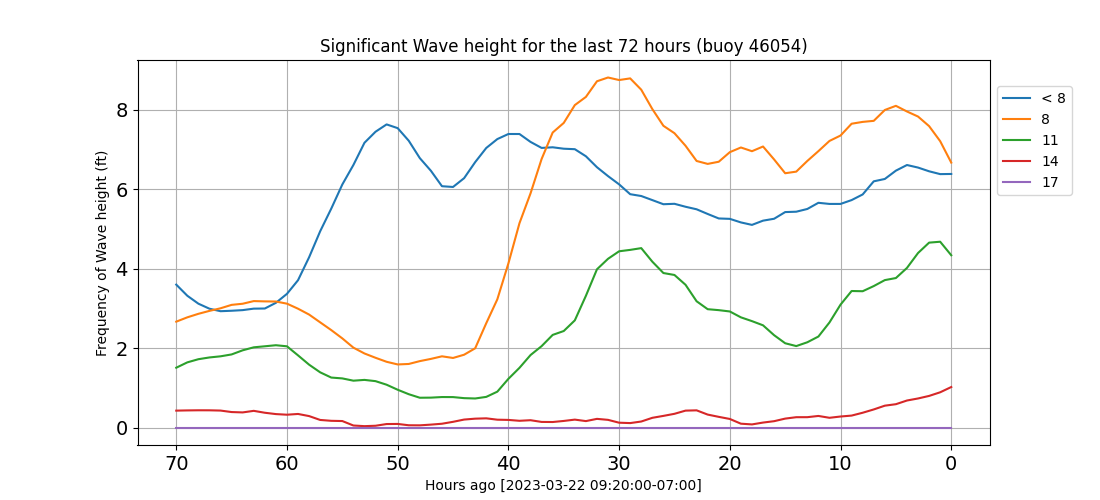 Significant Wave height for the last 72 hours (buoy 46054)
Frequency of Wave height (ft)
8
6
4
2
0
70 60 50 40 30 20 10 0
Hours ago [2023-03-22 09:20:00-07:00]
< 8
8
11
14
17